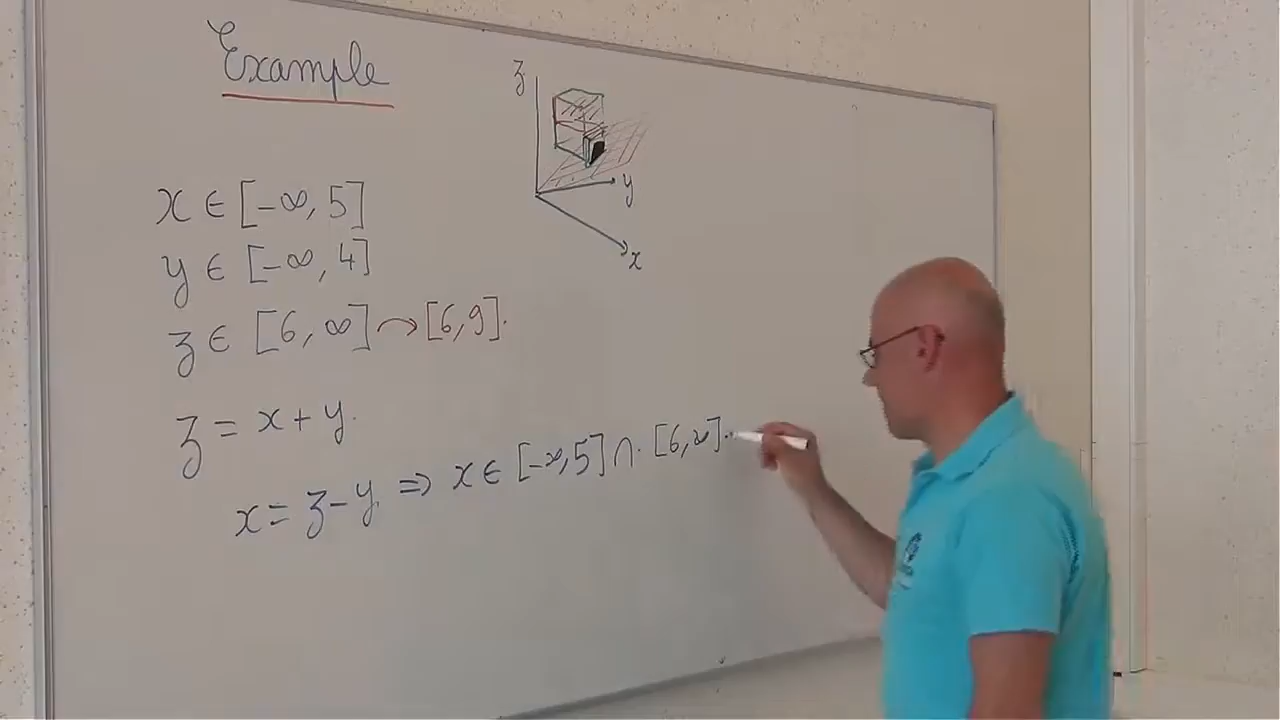 Example
z
y
x
x ∈ [-∞, 5]
y ∈ [-∞, 4]
z ∈ [6, ∞] → [6, 9].
z = x + y.
x = z - y. ⇒ x ∈ [-∞, 5] ∩ [6, ∞]